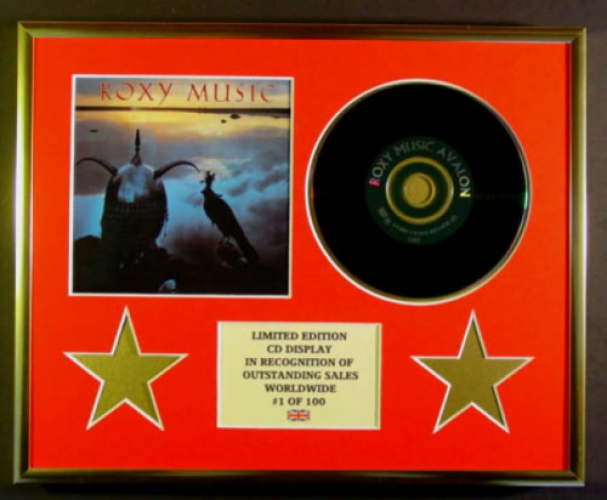 ROXY MUSIC
ROXY MUSIC AVALON
LIMITED EDITION
CD DISPLAY
IN RECOGNITION OF
OUTSTANDING SALES
WORLDWIDE
#1 OF 100